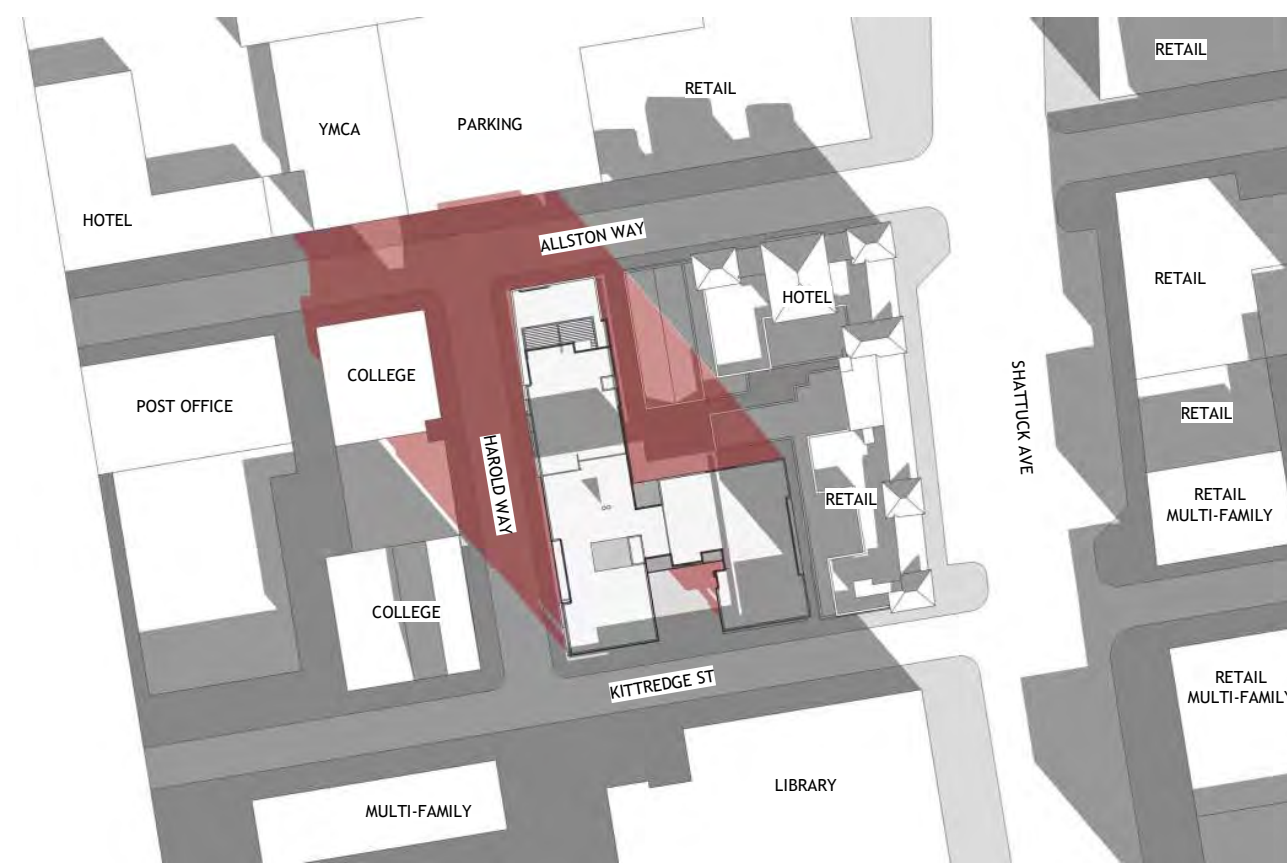 RETAIL
RETAIL
YMCA
PARKING
HOTEL
ALLSTON WAY
HOTEL
RETAIL
COLLEGE
POST OFFICE
SHATTUCK AVE
RETAIL
HAROLD WAY
RETAIL
RETAIL
MULTI-FAMILY
COLLEGE
KITTREDGE ST
RETAIL
MULTI-FAMILY
LIBRARY
MULTI-FAMILY